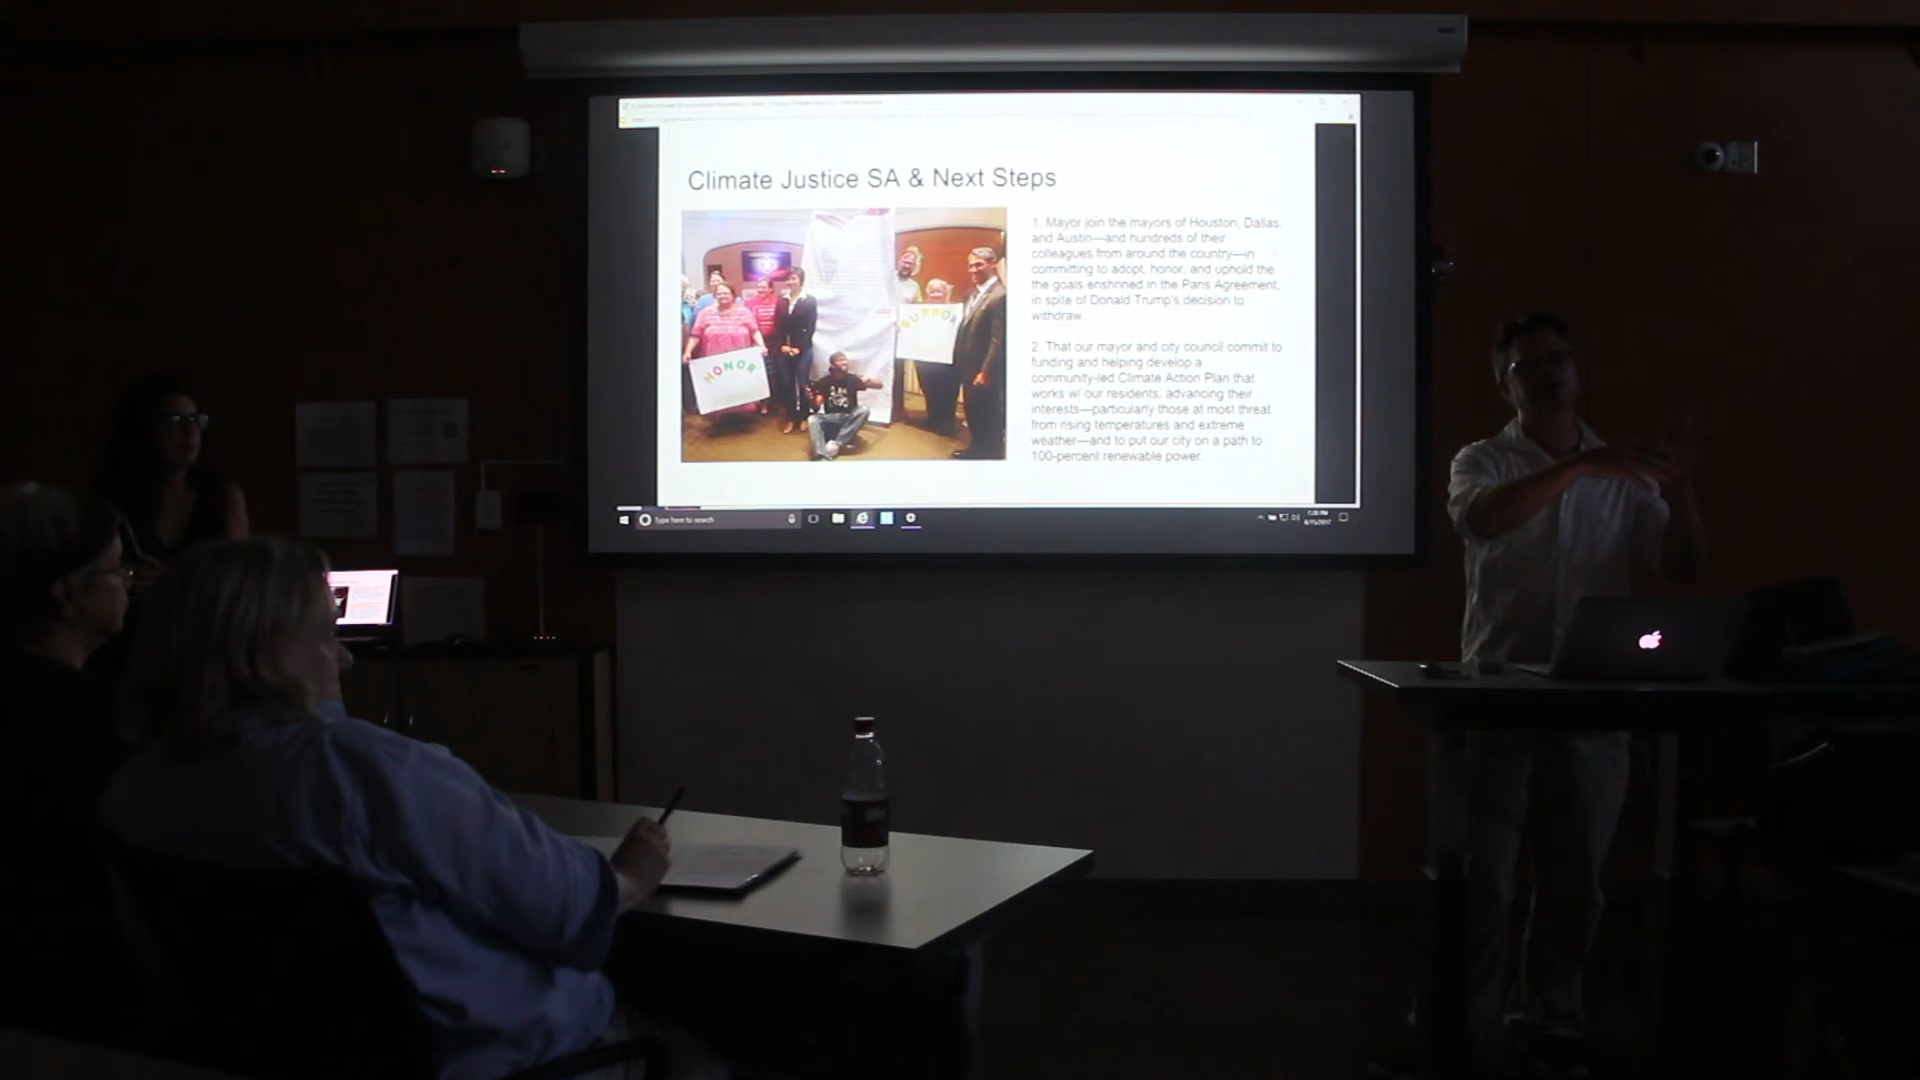 Climate Justice SA & Next Steps
1. Mayor join the mayors of Houston, Dallas,
and Austin—and hundreds of their
colleagues from around the country—in
committing to adopt, honor, and uphold the
the goals enshrined in the Paris Agreement,
in spite of Donald Trump's decision to
withdraw.
2. That our mayor and city council commit to
funding and helping develop a
community-led Climate Action Plan that
works w/ our residents, advancing their
interests—particularly those at most threat
from rising temperatures and extreme
weather—and to put our city on a path to
100-percent renewable power.
HONOR
SUPPOR
Type here to search